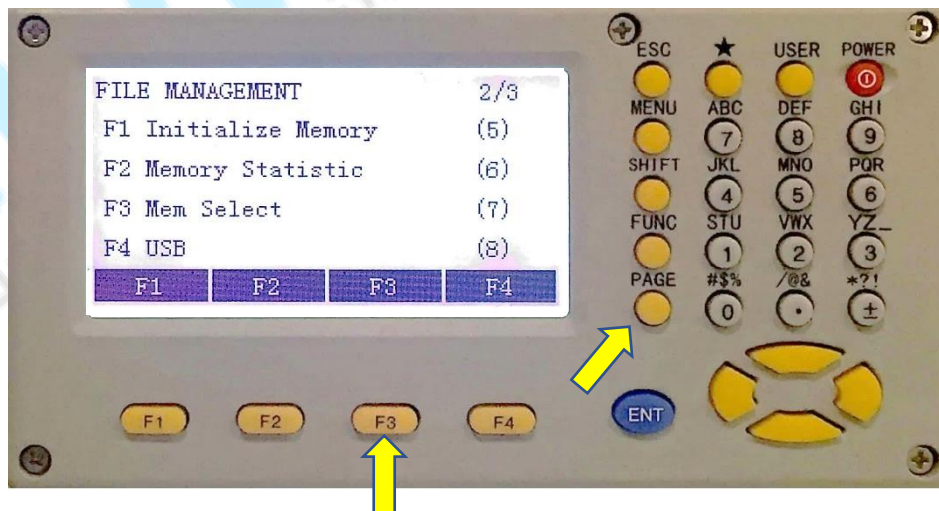 FILE MANAGEMENT 2/3
F1 Initialize Memory (5)
F2 Memory Statistic (6)
F3 Mem Select (7)
F4 USB (8)
F1 F2 F3 F4
F1 F2 F3 F4
ESC ★ USER POWER
MENU ABC DEF GHI
7 8 9
SHIFT JKL MNO PQR
4 5 6
FUNC STU VWX YZ_
1 2 3
PAGE #$% /@& *?!
0 • ±
ENT